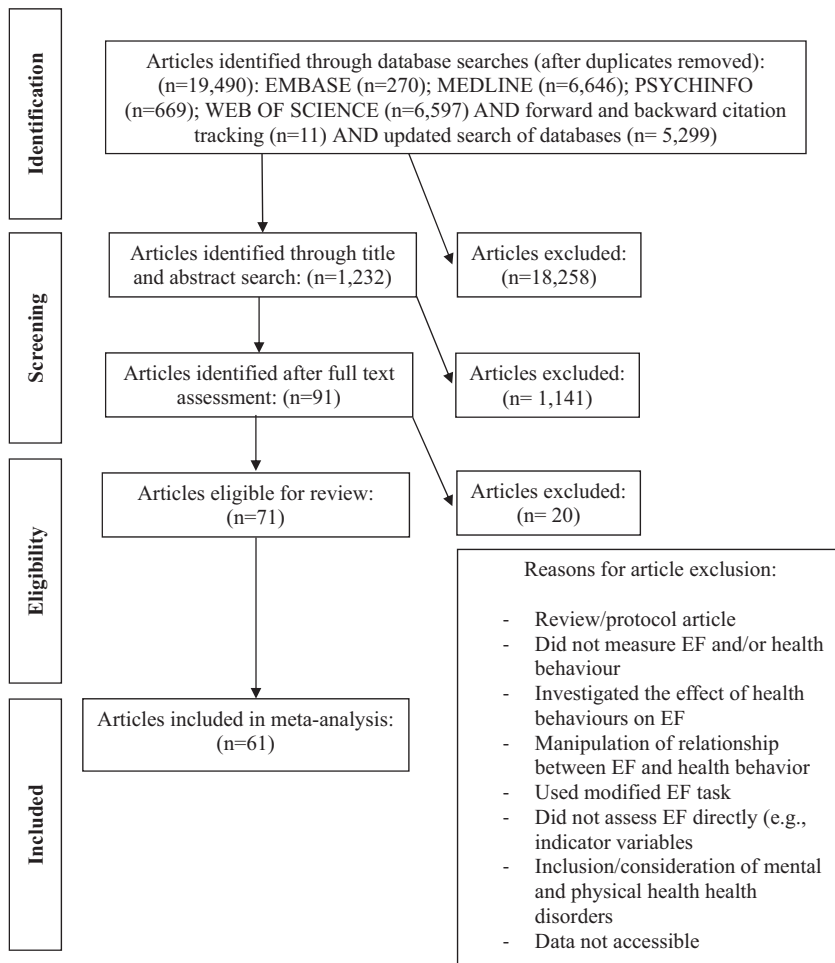 Identification
Articles identified through database searches (after duplicates removed):
(n=19,490): EMBASE (n=270); MEDLINE (n=6,646); PSYCHINFO
(n=669); WEB OF SCIENCE (n=6,597) AND forward and backward citation
tracking (n=11) AND updated search of databases (n= 5,299)
Screening
Articles identified through title
and abstract search: (n=1,232)
Articles excluded:
(n=18,258)
Articles identified after full text
assessment: (n=91)
Articles excluded:
(n= 1,141)
Eligibility
Articles eligible for review:
(n=71)
Articles excluded:
(n= 20)
Reasons for article exclusion:
- Review/protocol article
- Did not measure EF and/or health
behaviour
- Investigated the effect of health
behaviours on EF
- Manipulation of relationship
between EF and health behavior
- Used modified EF task
- Did not assess EF directly (e.g.,
indicator variables
- Inclusion/consideration of mental
and physical health health
disorders
- Data not accessible
Included
Articles included in meta-analysis:
(n=61)